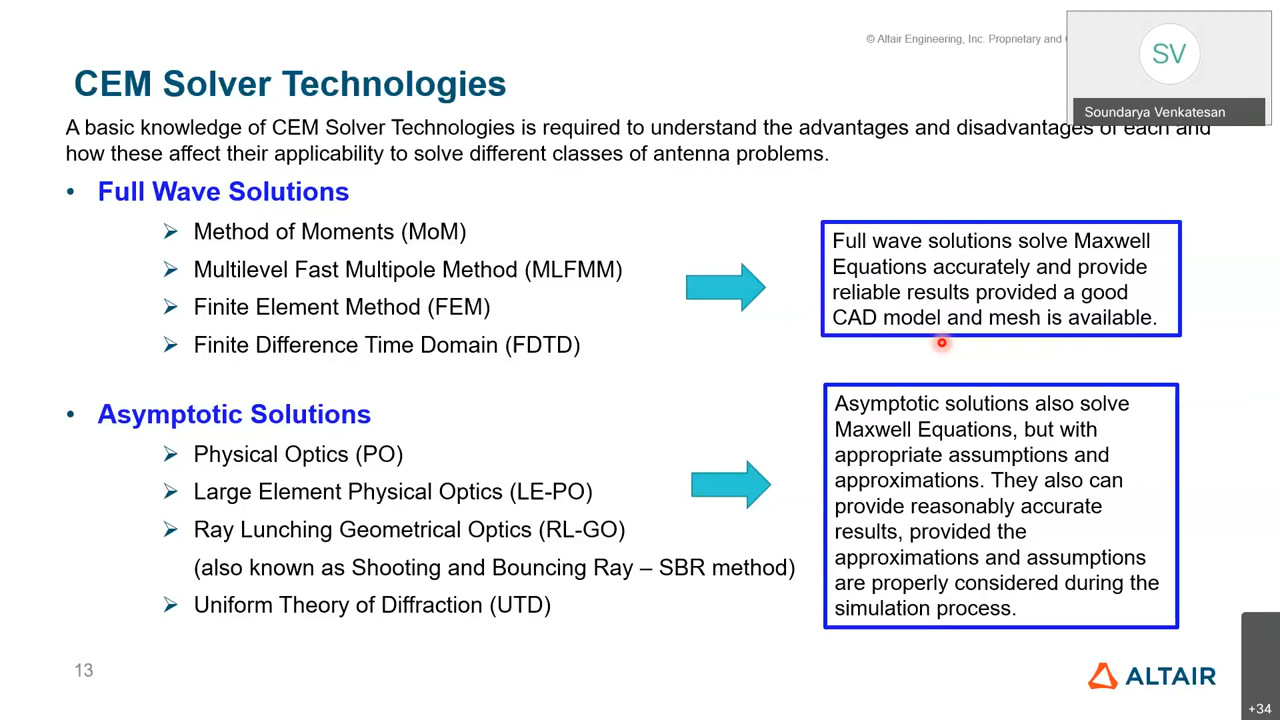 © Altair Engineering, Inc. Proprietary and
SV
Soundarya Venkatesan
CEM Solver Technologies
A basic knowledge of CEM Solver Technologies is required to understand the advantages and disadvantages of each and
how these affect their applicability to solve different classes of antenna problems.
• Full Wave Solutions
➢ Method of Moments (MoM)
➢ Multilevel Fast Multipole Method (MLFMM)
➢ Finite Element Method (FEM)
➢ Finite Difference Time Domain (FDTD)
Full wave solutions solve Maxwell
Equations accurately and provide
reliable results provided a good
CAD model and mesh is available.
• Asymptotic Solutions
➢ Physical Optics (PO)
➢ Large Element Physical Optics (LE-PO)
➢ Ray Lunching Geometrical Optics (RL-GO)
(also known as Shooting and Bouncing Ray – SBR method)
➢ Uniform Theory of Diffraction (UTD)
Asymptotic solutions also solve
Maxwell Equations, but with
appropriate assumptions and
approximations. They also can
provide reasonably accurate
results, provided the
approximations and assumptions
are properly considered during the
simulation process.
13
ALTAIR
+34